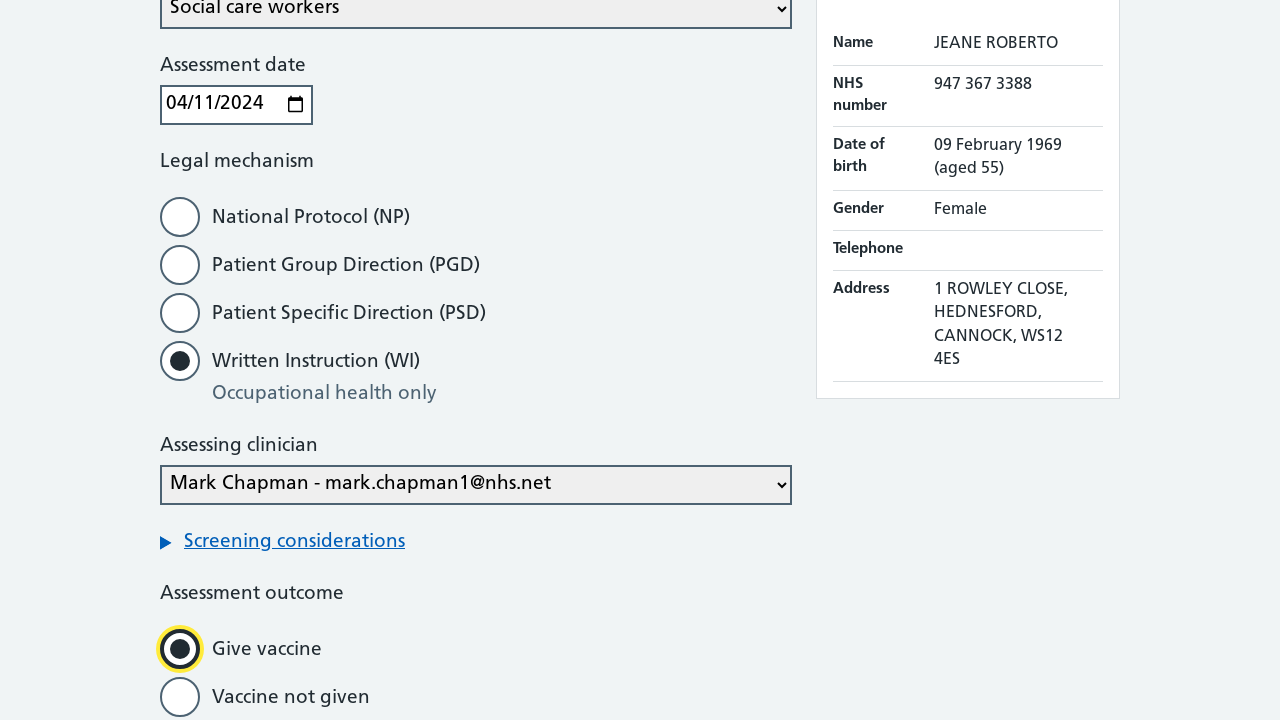 Social care workers
Assessment date
04/11/2024
Legal mechanism
National Protocol (NP)
Patient Group Direction (PGD)
Patient Specific Direction (PSD)
Written Instruction (WI)
Occupational health only
Assessing clinician
Mark Chapman - mark.chapman1@nhs.net
Screening considerations
Assessment outcome
Give vaccine
Vaccine not given
Name JEANE ROBERTO
NHS number 947 367 3388
Date of birth 09 February 1969 (aged 55)
Gender Female
Telephone
Address 1 ROWLEY CLOSE,
HEDNESFORD,
CANNOCK, WS12
4ES